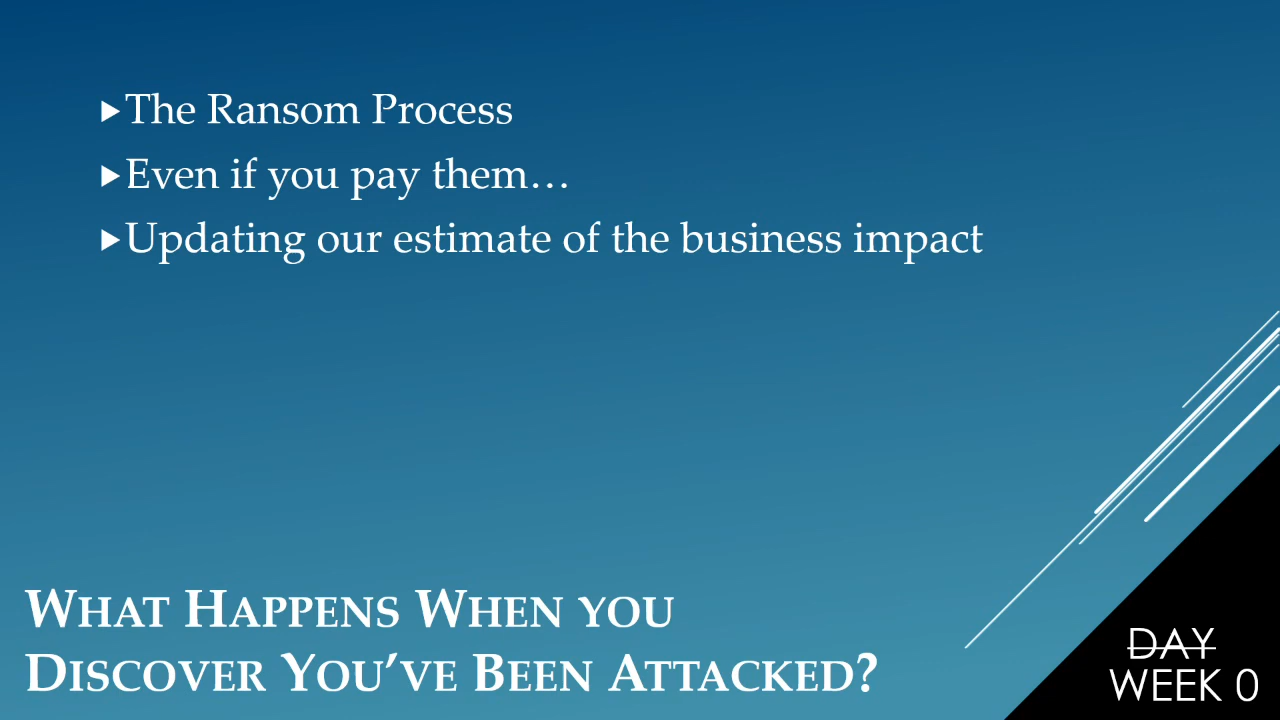 The Ransom Process
Even if you pay them…
Updating our estimate of the business impact
What Happens When you
Discover You’ve Been Attacked?
DAY
WEEK 0